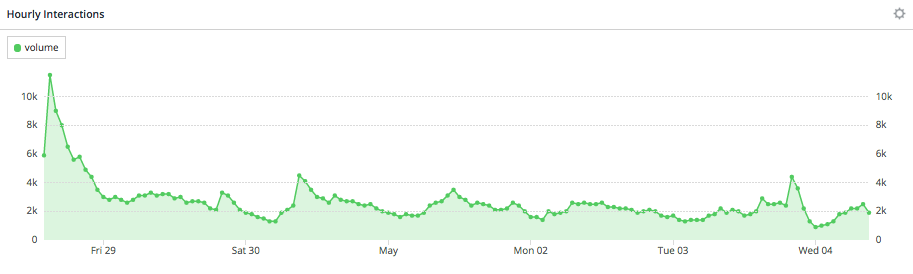 Hourly Interactions
volume
10k 10k
8k 8k
6k 6k
4k 4k
2k 2k
0 0
Fri 29 Sat 30 May Mon 02 Tue 03 Wed 04